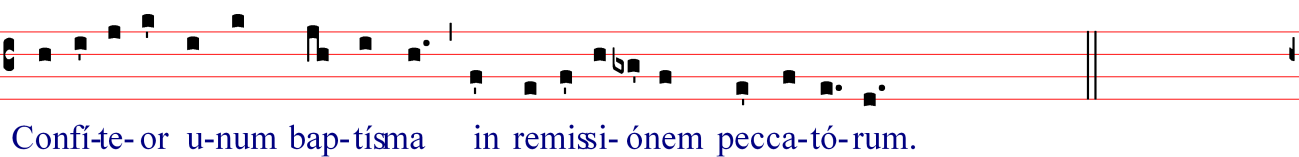 Confí-te-or u-num bap-tísma in remissi-ónem pecca-tó-rum.